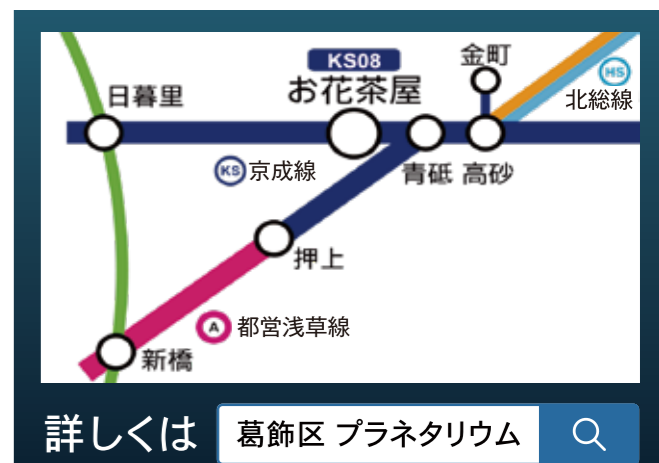 KS08
金町
HS
お花茶屋
日暮里
北総線
KS 京成線
青砥 高砂
押上
A 都営浅草線
新橋
詳しくは 葛飾区 プラネタリウム